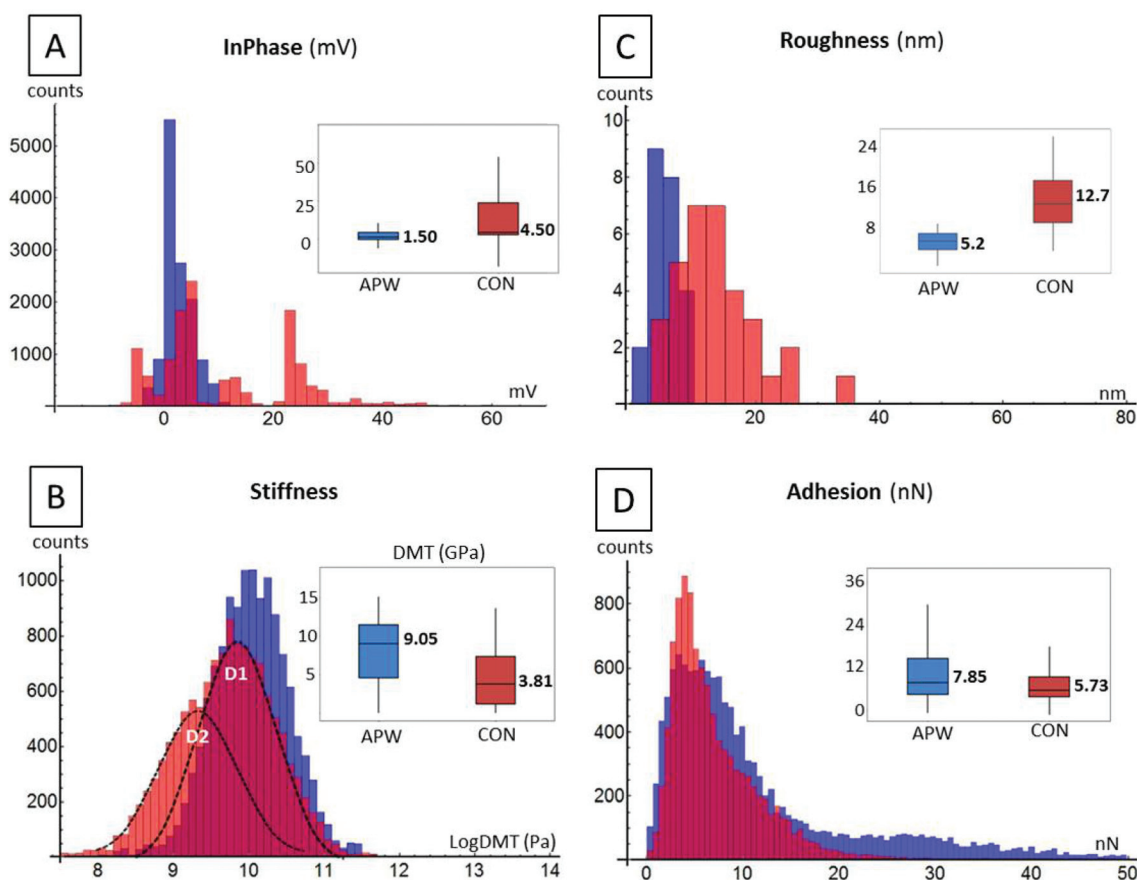 A
InPhase (mV)
counts
5000
4000
3000
2000
1000
0 20 40 60
mV
50
25
0
1.50
4.50
APW CON
C
Roughness (nm)
counts
10
8
6
4
2
20 40 60 80
nm
24
16
8
5.2
12.7
APW CON
B
Stiffness
counts
1000
800
600
400
200
8 9 10 11 12 13 14
LogDMT (Pa)
D1
D2
DMT (GPa)
15
10
5
9.05
3.81
APW CON
D
Adhesion (nN)
counts
800
600
400
200
0 10 20 30 40 50
nN
36
24
12
0
7.85
5.73
APW CON